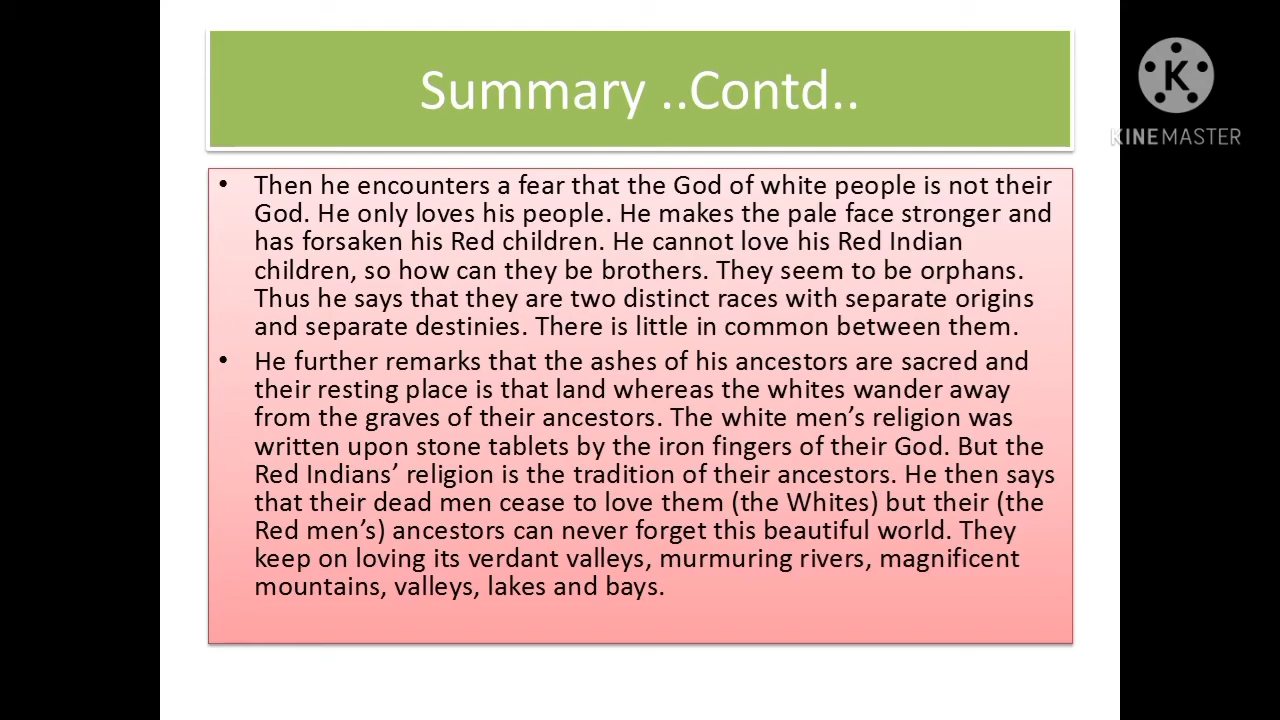 Summary ..Contd..
K
KINEMASTER
• Then he encounters a fear that the God of white people is not their
God. He only loves his people. He makes the pale face stronger and
has forsaken his Red children. He cannot love his Red Indian
children, so how can they be brothers. They seem to be orphans.
Thus he says that they are two distinct races with separate origins
and separate destinies. There is little in common between them.
• He further remarks that the ashes of his ancestors are sacred and
their resting place is that land whereas the whites wander away
from the graves of their ancestors. The white men’s religion was
written upon stone tablets by the iron fingers of their God. But the
Red Indians’ religion is the tradition of their ancestors. He then says
that their dead men cease to love them (the Whites) but their (the
Red men’s) ancestors can never forget this beautiful world. They
keep on loving its verdant valleys, murmuring rivers, magnificent
mountains, valleys, lakes and bays.